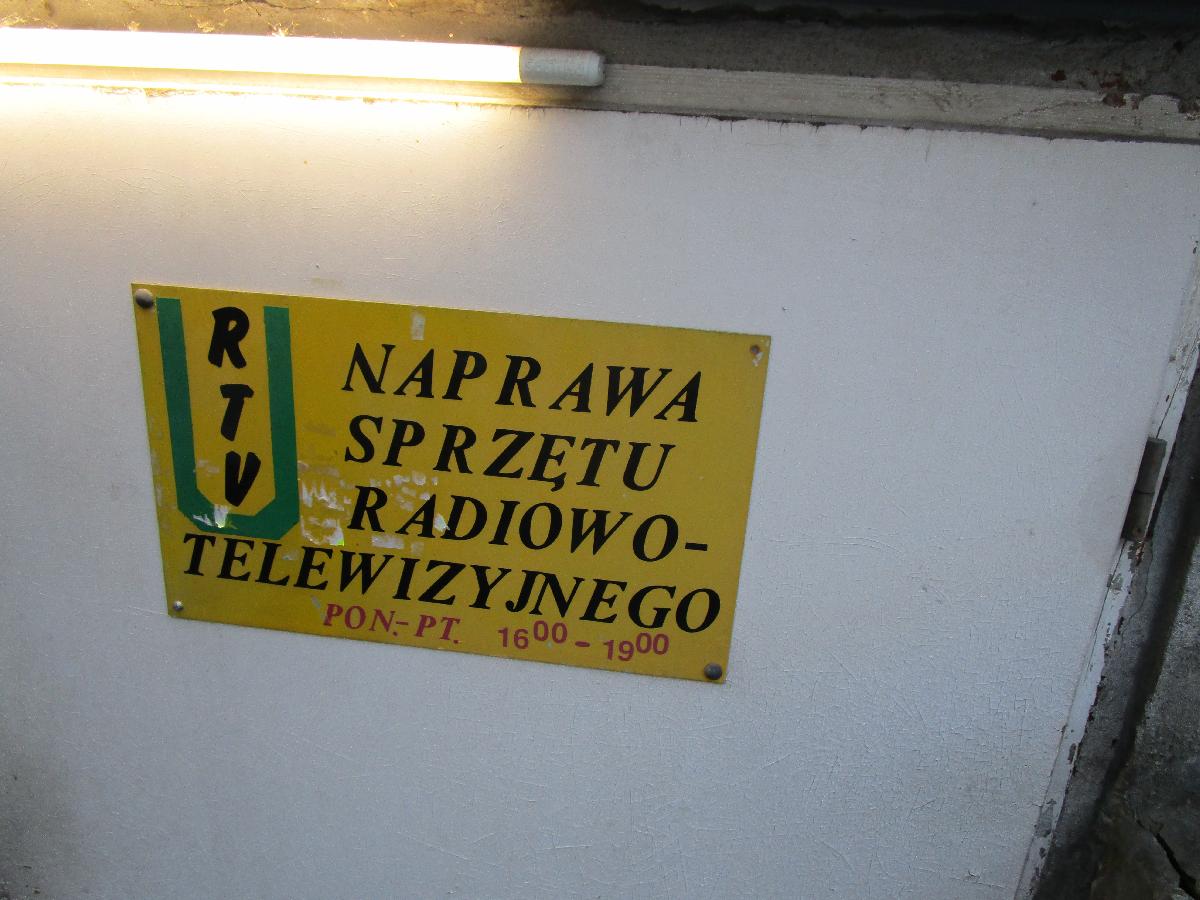 RTV
NAPRAWA
SPRZĘTU
RADIOWO-
TELEWIZYJNEGO
PON.-PT. 16⁰⁰ - 19⁰⁰